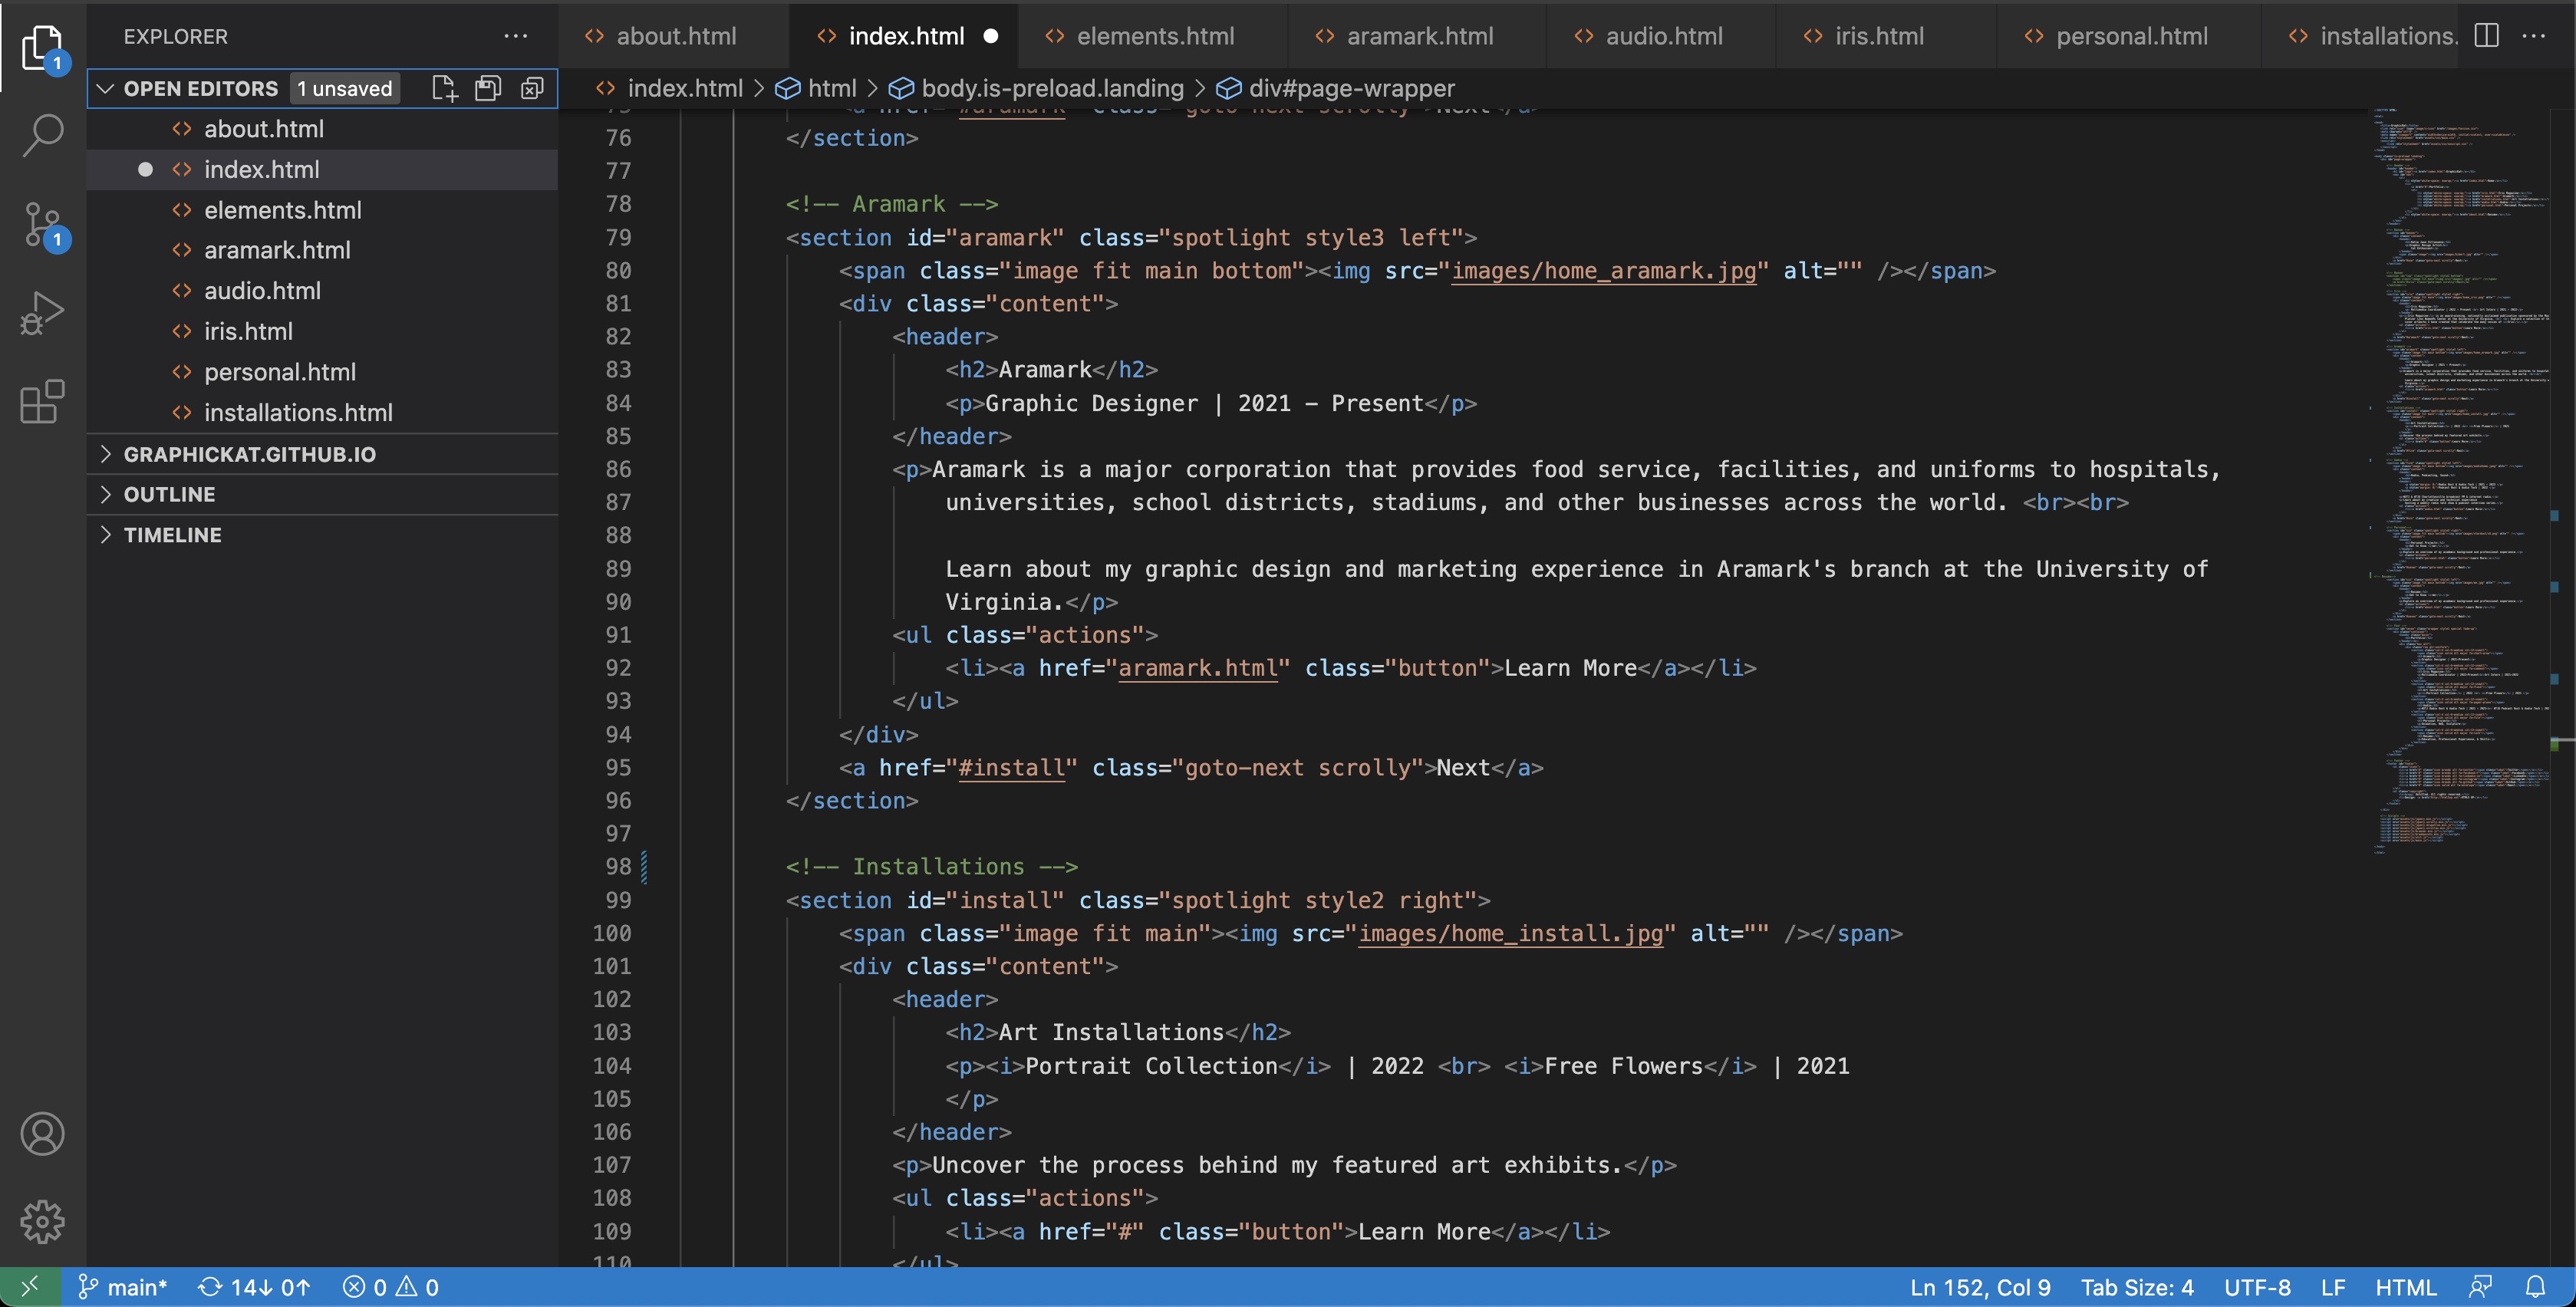 EXPLORER
OPEN EDITORS 1 unsaved
about.html
index.html
elements.html
aramark.html
audio.html
iris.html
personal.html
installations.html
GRAPHICKAT.GITHUB.IO
OUTLINE
TIMELINE
1
1
about.html index.html elements.html aramark.html audio.html iris.html personal.html installations.
index.html > html > body.is-preload.landing > div#page-wrapper
76 </section>
77
78 <!-- Aramark -->
79 <section id="aramark" class="spotlight style3 left">
80 <span class="image fit main bottom"><img src="images/home_aramark.jpg" alt="" /></span>
81 <div class="content">
82 <header>
83 <h2>Aramark</h2>
84 <p>Graphic Designer | 2021 – Present</p>
85 </header>
86 <p>Aramark is a major corporation that provides food service, facilities, and uniforms to hospitals,
87 universities, school districts, stadiums, and other businesses across the world. <br><br>
88
89 Learn about my graphic design and marketing experience in Aramark's branch at the University of
90 Virginia.</p>
91 <ul class="actions">
92 <li><a href="aramark.html" class="button">Learn More</a></li>
93 </ul>
94 </div>
95 <a href="#install" class="goto-next scrolly">Next</a>
96 </section>
97
98 <!-- Installations -->
99 <section id="install" class="spotlight style2 right">
100 <span class="image fit main"><img src="images/home_install.jpg" alt="" /></span>
101 <div class="content">
102 <header>
103 <h2>Art Installations</h2>
104 <p><i>Portrait Collection</i> | 2022 <br> <i>Free Flowers</i> | 2021
105 </p>
106 </header>
107 <p>Uncover the process behind my featured art exhibits.</p>
108 <ul class="actions">
109 <li><a href="#" class="button">Learn More</a></li>
110 </ul>
main* 14↓ 0↑ 0 0 Ln 152, Col 9 Tab Size: 4 UTF-8 LF HTML